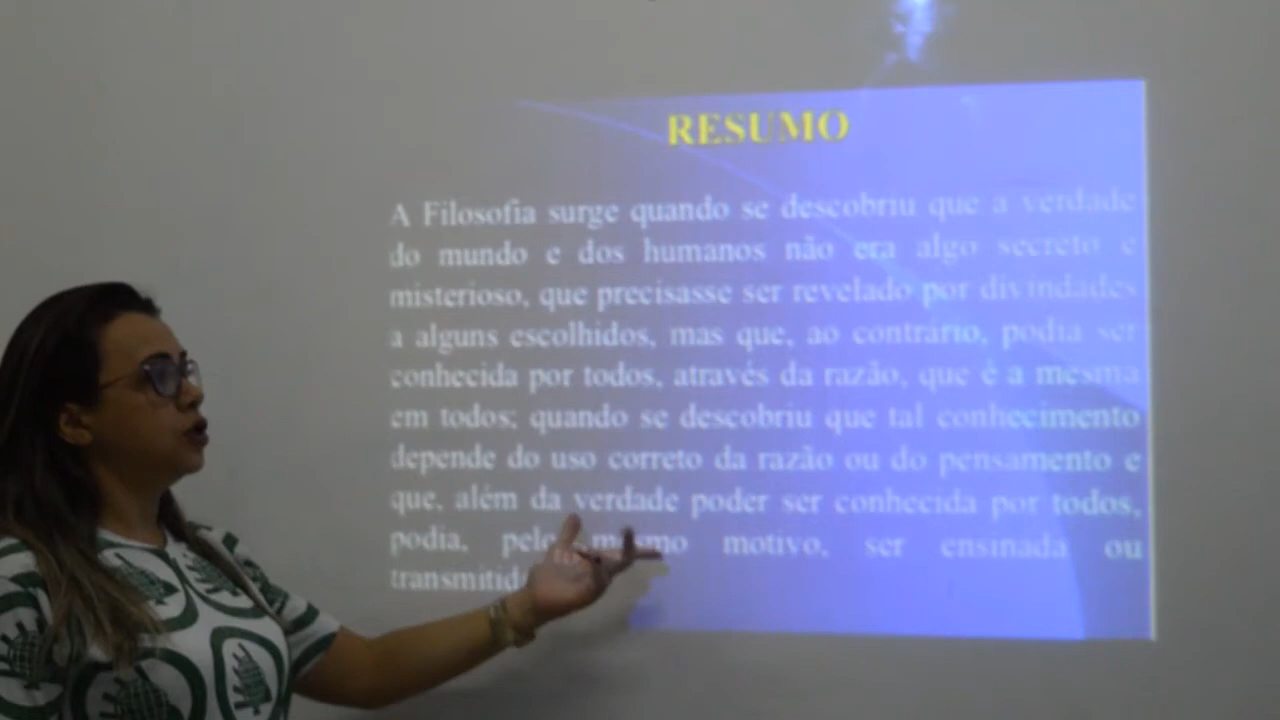 RESUMO
A Filosofia surge quando se descobriu que a verdade
do mundo e dos humanos não era algo secreto e
misterioso, que precisasse ser revelado por divindades
a alguns escolhidos, mas que, ao contrário, podia ser
conhecida por todos, através da razão, que é a mesma
em todos; quando se descobriu que tal conhecimento
depende do uso correto da razão ou do pensamento e
que, além da verdade poder ser conhecida por todos,
podia, pelo mesmo motivo, ser ensinada ou